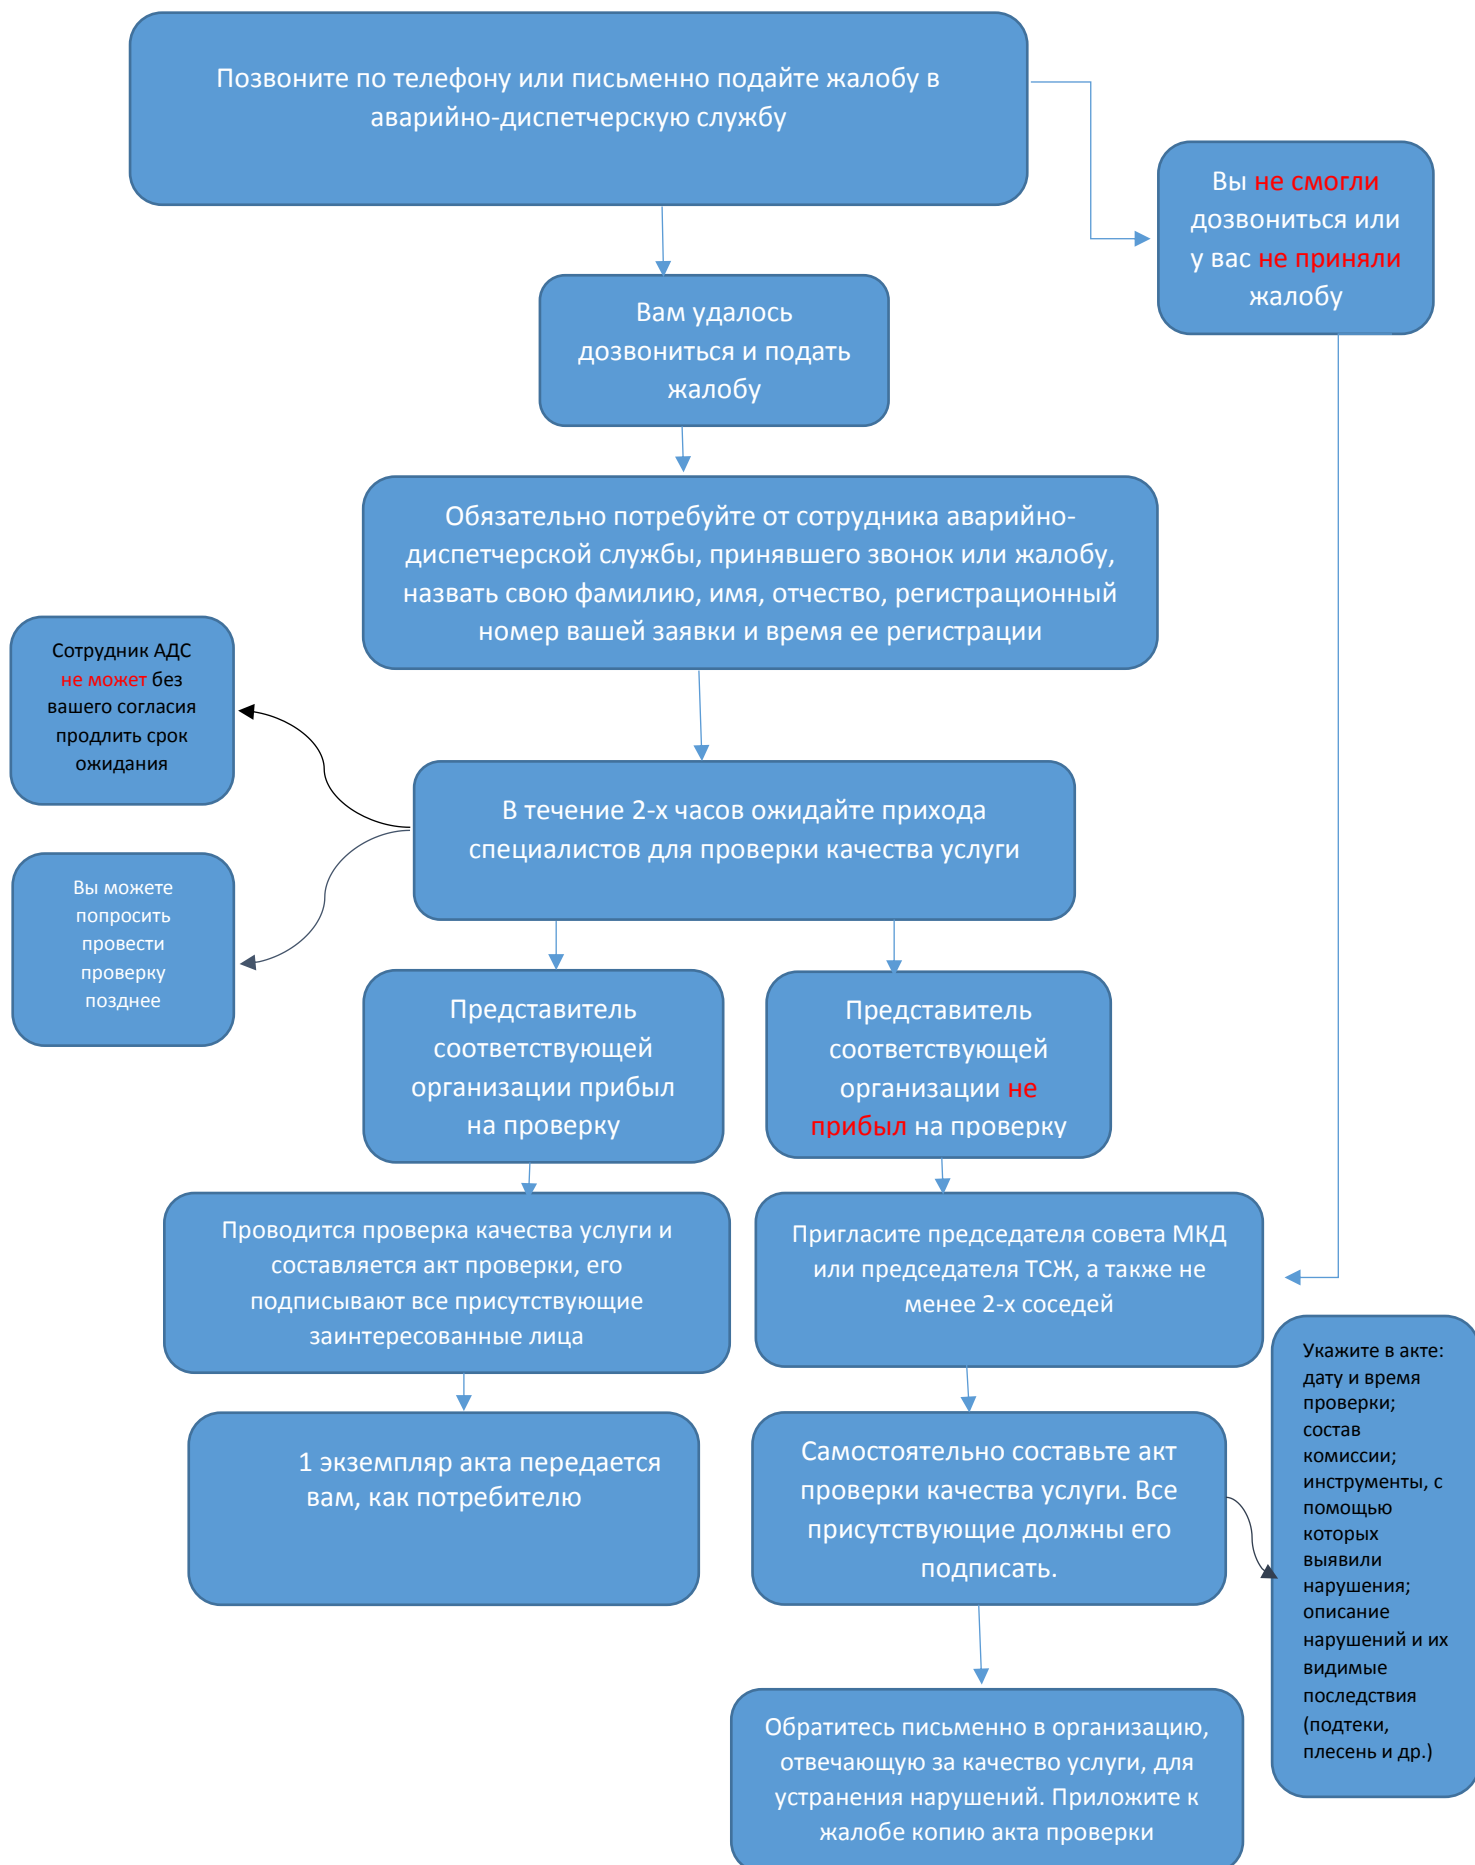 Позвоните по телефону или письменно подайте жалобу в
аварийно-диспетчерскую службу
Вы не смогли
дозвониться или
у вас не приняли
жалобу
Вам удалось
дозвониться и подать
жалобу
Обязательно потребуйте от сотрудника аварийно-
диспетчерской службы, принявшего звонок или жалобу,
назвать свою фамилию, имя, отчество, регистрационный
номер вашей заявки и время ее регистрации
Сотрудник АДС
не может без
вашего согласия
продлить срок
ожидания
В течение 2-х часов ожидайте прихода
специалистов для проверки качества услуги
Вы можете
попросить
провести
проверку
позднее
Представитель
соответствующей
организации прибыл
на проверку
Представитель
соответствующей
организации не
прибыл на проверку
Проводится проверка качества услуги и
составляется акт проверки, его
подписывают все присутствующие
заинтересованные лица
Пригласите председателя совета МКД
или председателя ТСЖ, а также не
менее 2-х соседей
1 экземпляр акта передается
вам, как потребителю
Самостоятельно составьте акт
проверки качества услуги. Все
присутствующие должны его
подписать.
Укажите в акте:
дату и время
проверки;
состав
комиссии;
инструменты, с
помощью
которых
выявили
нарушения;
описание
нарушений и их
видимые
последствия
(подтеки,
плесень и др.)
Обратитесь письменно в организацию,
отвечающую за качество услуги, для
устранения нарушений. Приложите к
жалобе копию акта проверки